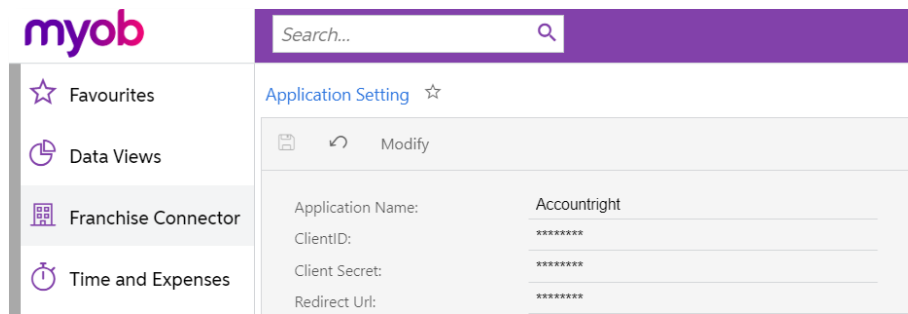 myob
Search...
Favourites
Application Setting
Data Views
Modify
Franchise Connector
Application Name: Accountright
ClientID: ********
Client Secret: ********
Time and Expenses
Redirect Url: ********